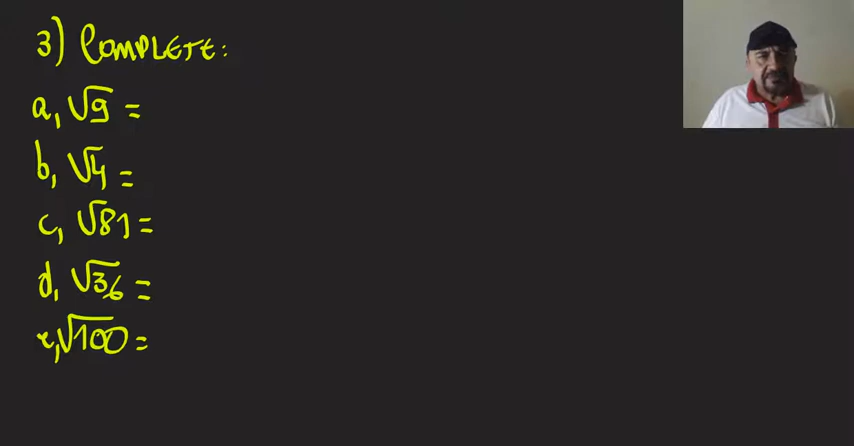 3) COMPLETE:
a, √9 =
b, √4 =
c, √81 =
d, √36 =
e, √100 =